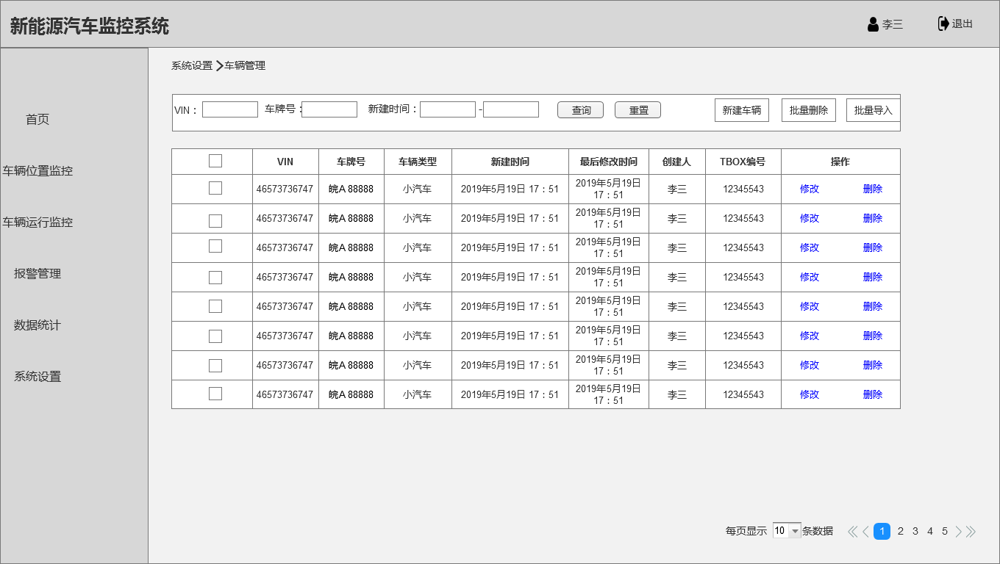 新能源汽车监控系统
李三
退出
系统设置
车辆管理
首页
车辆位置监控
车辆运行监控
报警管理
数据统计
系统设置
VIN：
车牌号：
新建时间：
-
查询
重置
新建车辆
批量删除
批量导入
VIN 车牌号 车辆类型 新建时间 最后修改时间 创建人 TBOX编号 操作
46573736747 皖A 88888 小汽车 2019年5月19日 17：51 2019年5月19日 17：51 李三 12345543 修改 删除
46573736747 皖A 88888 小汽车 2019年5月19日 17：51 2019年5月19日 17：51 李三 12345543 修改 删除
46573736747 皖A 88888 小汽车 2019年5月19日 17：51 2019年5月19日 17：51 李三 12345543 修改 删除
46573736747 皖A 88888 小汽车 2019年5月19日 17：51 2019年5月19日 17：51 李三 12345543 修改 删除
46573736747 皖A 88888 小汽车 2019年5月19日 17：51 2019年5月19日 17：51 李三 12345543 修改 删除
46573736747 皖A 88888 小汽车 2019年5月19日 17：51 2019年5月19日 17：51 李三 12345543 修改 删除
46573736747 皖A 88888 小汽车 2019年5月19日 17：51 2019年5月19日 17：51 李三 12345543 修改 删除
46573736747 皖A 88888 小汽车 2019年5月19日 17：51 2019年5月19日 17：51 李三 12345543 修改 删除
每页显示 10 条数据 1 2 3 4 5